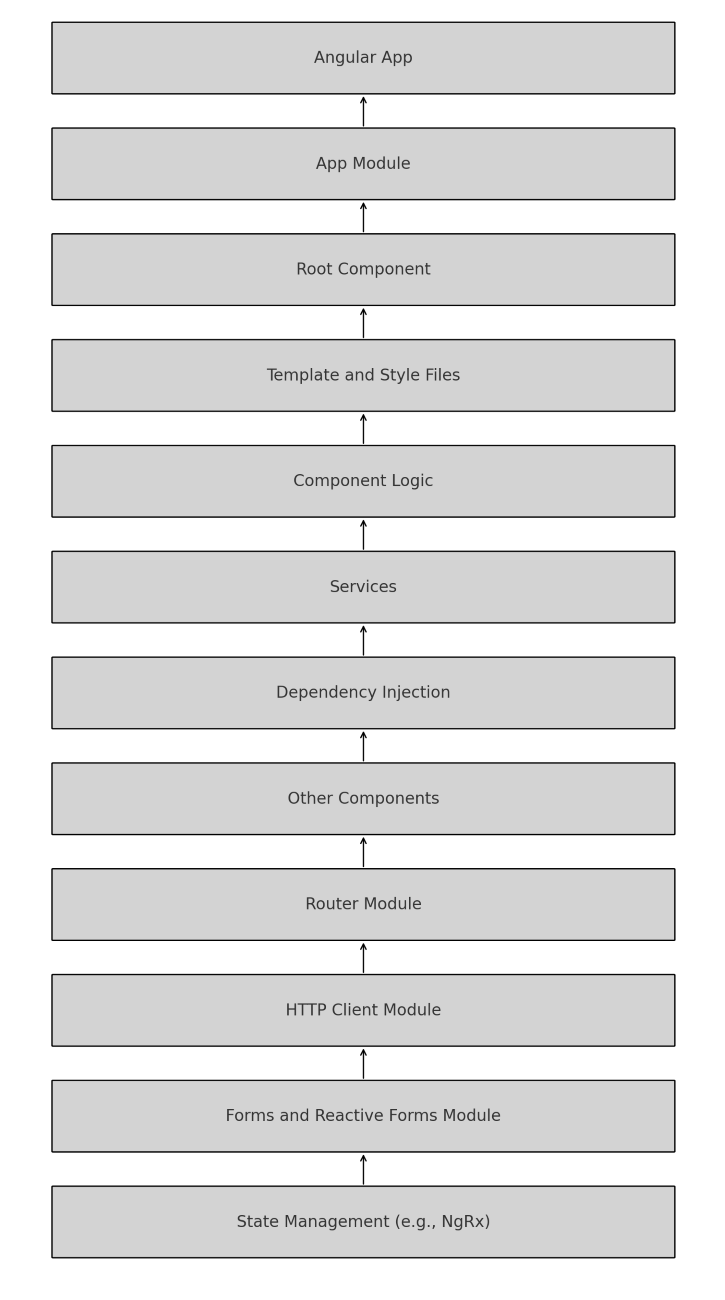 Angular App
App Module
Root Component
Template and Style Files
Component Logic
Services
Dependency Injection
Other Components
Router Module
HTTP Client Module
Forms and Reactive Forms Module
State Management (e.g., NgRx)